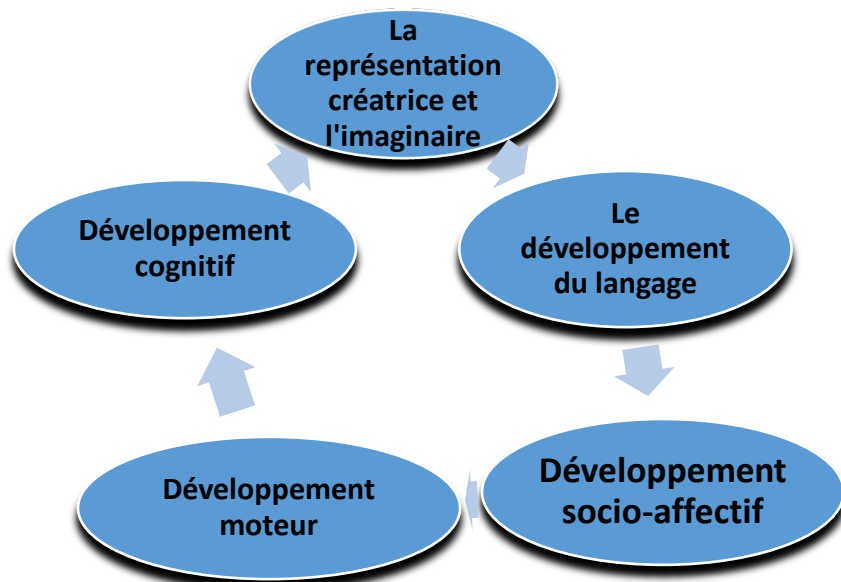 La
représentation
créatrice et
l'imaginaire
Le
développement
du langage
Développement
socio-affectif
Développement
moteur
Développement
cognitif